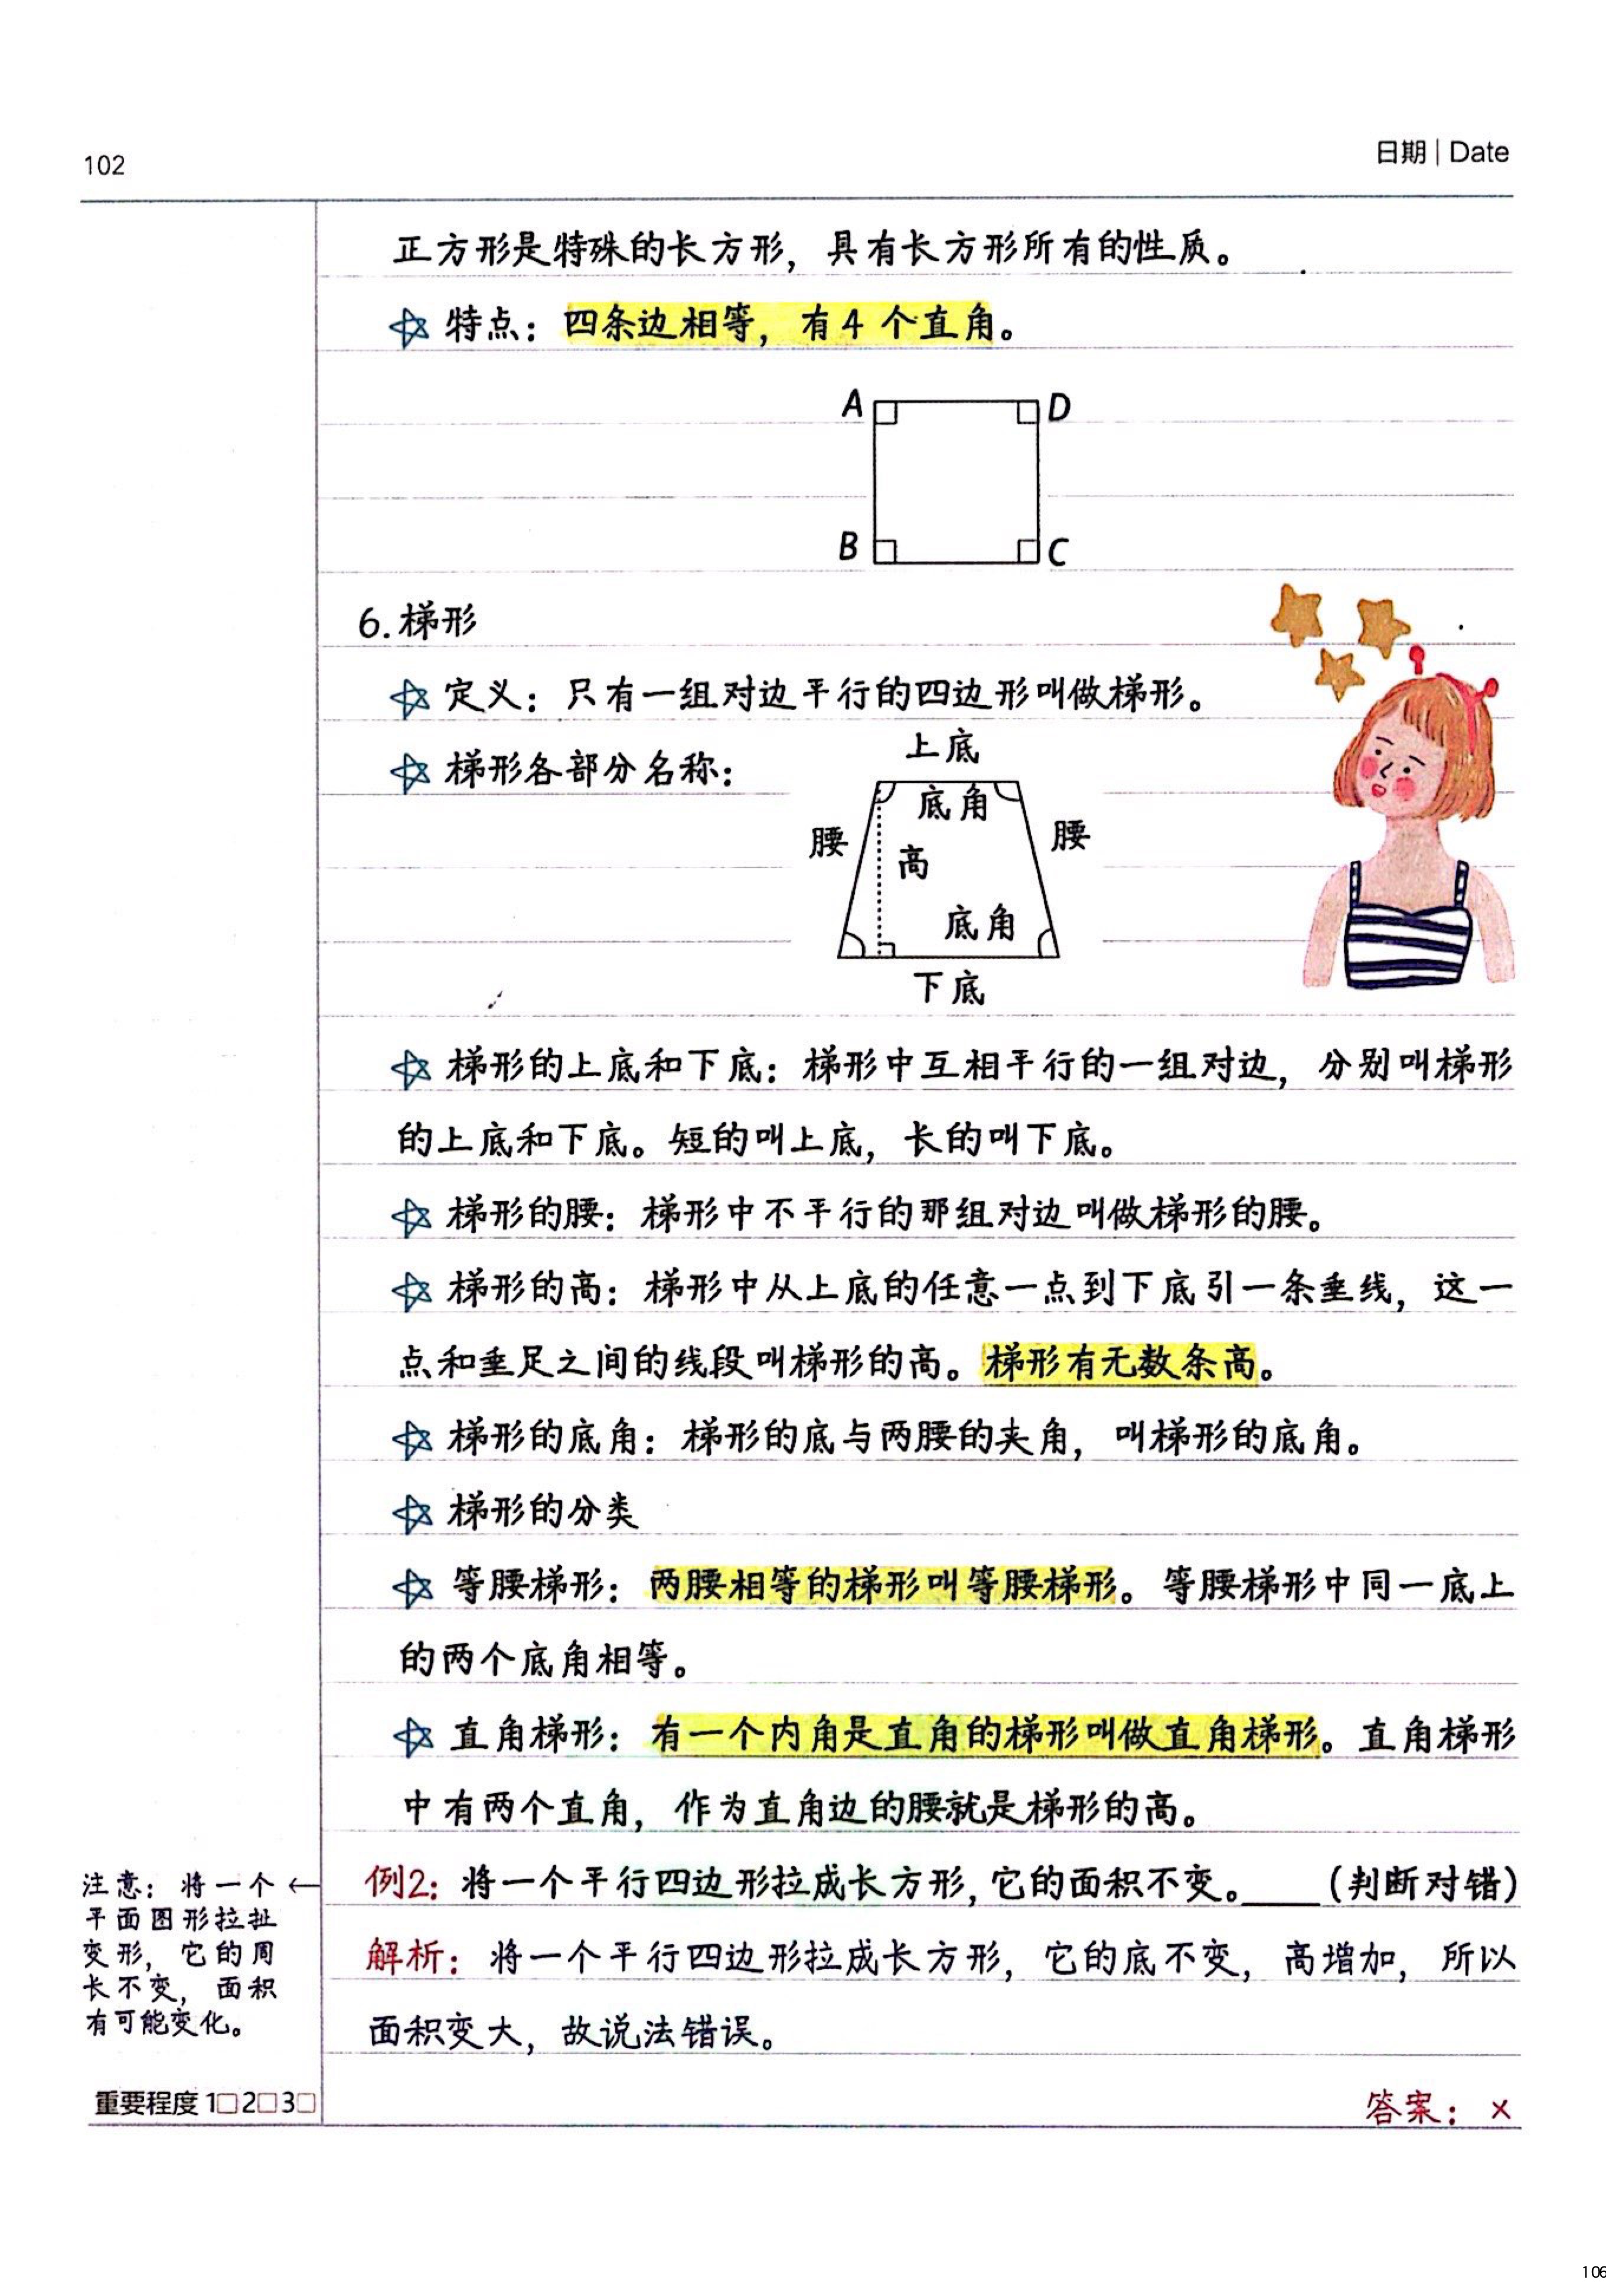 102
日期 | Date
正方形是特殊的长方形，具有长方形所有的性质。
☆ 特点：四条边相等，有4个直角。
A
D
B
C
6.梯形
☆ 定义：只有一组对边平行的四边形叫做梯形。
☆ 梯形各部分名称：
上底
底角
腰
腰
高
底角
下底
☆ 梯形的上底和下底：梯形中互相平行的一组对边，分别叫梯形
的上底和下底。短的叫上底，长的叫下底。
☆ 梯形的腰：梯形中不平行的那组对边叫做梯形的腰。
☆ 梯形的高：梯形中从上底的任意一点到下底引一条垂线，这一
点和垂足之间的线段叫梯形的高。梯形有无数条高。
☆ 梯形的底角：梯形的底与两腰的夹角，叫梯形的底角。
☆ 梯形的分类
☆ 等腰梯形：两腰相等的梯形叫等腰梯形。等腰梯形中同一底上
的两个底角相等。
☆ 直角梯形：有一个内角是直角的梯形叫做直角梯形。直角梯形
中有两个直角，作为直角边的腰就是梯形的高。
例2：将一个平行四边形拉成长方形，它的面积不变。____（判断对错）
解析：将一个平行四边形拉成长方形，它的底不变，高增加，所以
面积变大，故说法错误。
答案：×
注意：将一个←
平面图形拉扯
变形，它的周
长不变，面积
有可能变化。
重要程度 1□2□3□
106